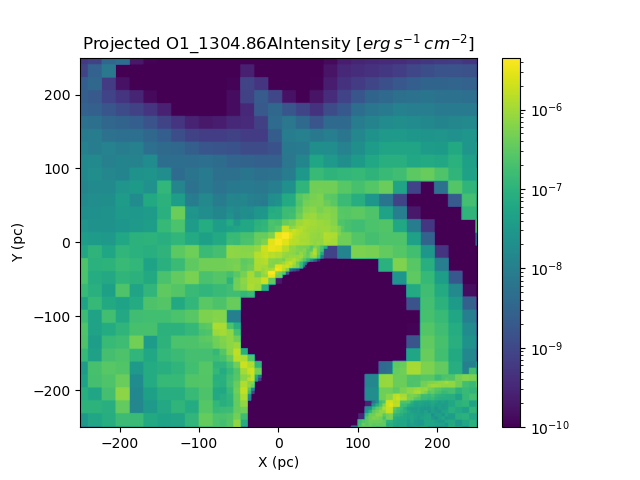 Projected O1_1304.86AIntensity [erg s⁻¹ cm⁻²]
200
100
0
−100
−200
Y (pc)
−200 −100 0 100 200
X (pc)
10⁻⁶
10⁻⁷
10⁻⁸
10⁻⁹
10⁻¹⁰